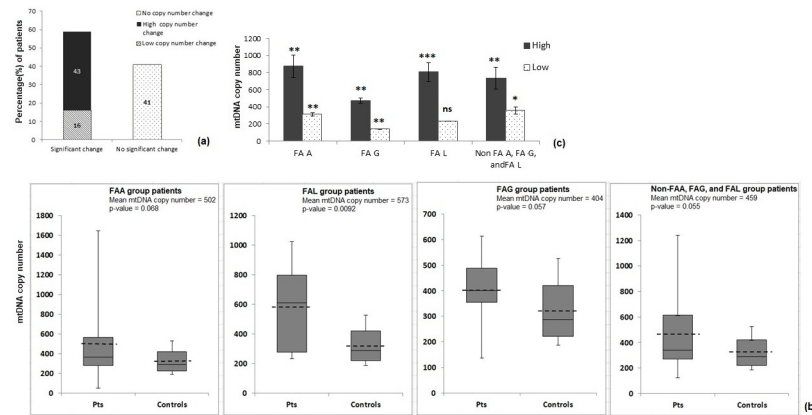 70
60
50
40
30
20
10
0
Percentage(%) of patients
No copy number change
High copy number change
Low copy number change
43
16
41
Significant change
No significant change
(a)
1200
1000
800
600
400
200
0
mtDNA copy number
High
Low
**
**
**
**
***
ns
**
*
FA A
FA G
FA L
Non FA A, FA G,
andFA L
(c)
FAA group patients
Mean mtDNA copy number = 502
p-value = 0.068
mtDNA copy number
1800
1600
1400
1200
1000
800
600
400
200
0
Pts
Controls
FAL group patients
Mean mtDNA copy number = 573
p-value = 0.0092
1200
1000
800
600
400
200
0
Pts
Controls
FAG group patients
Mean mtDNA copy number = 404
p-value = 0.057
700
600
500
400
300
200
100
0
Pts
Controls
Non-FAA, FAG, and FAL group patients
Mean mtDNA copy number = 459
p-value = 0.055
1400
1200
1000
800
600
400
200
0
Pts
Controls
(b)